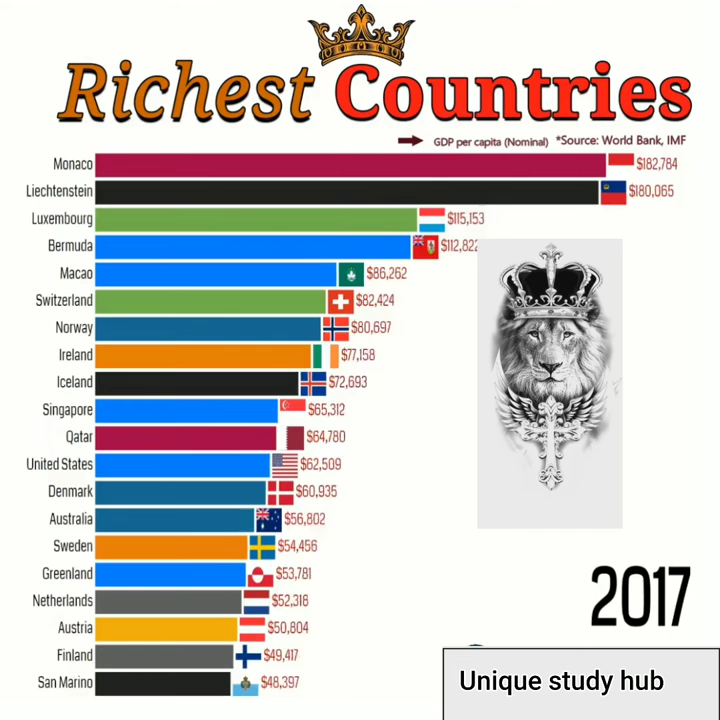 Richest Countries
GDP per capita (Nominal) *Source: World Bank, IMF
Monaco $182,784
Liechtenstein $180,065
Luxembourg $115,153
Bermuda $112,822
Macao $86,262
Switzerland $82,424
Norway $80,697
Ireland $77,158
Iceland $72,693
Singapore $65,312
Qatar $64,780
United States $62,509
Denmark $60,935
Australia $56,802
Sweden $54,456
Greenland $53,781
Netherlands $52,318
Austria $50,804
Finland $49,417
San Marino $48,397
2017
Unique study hub